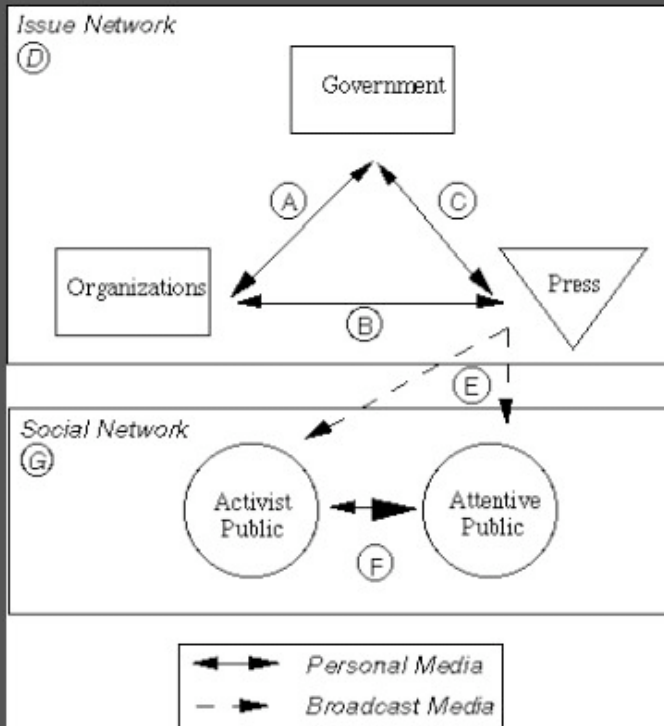 Issue Network
D
Government
A
C
Organizations
Press
B
E
Social Network
G
Activist
Public
Attentive
Public
F
Personal Media
Broadcast Media